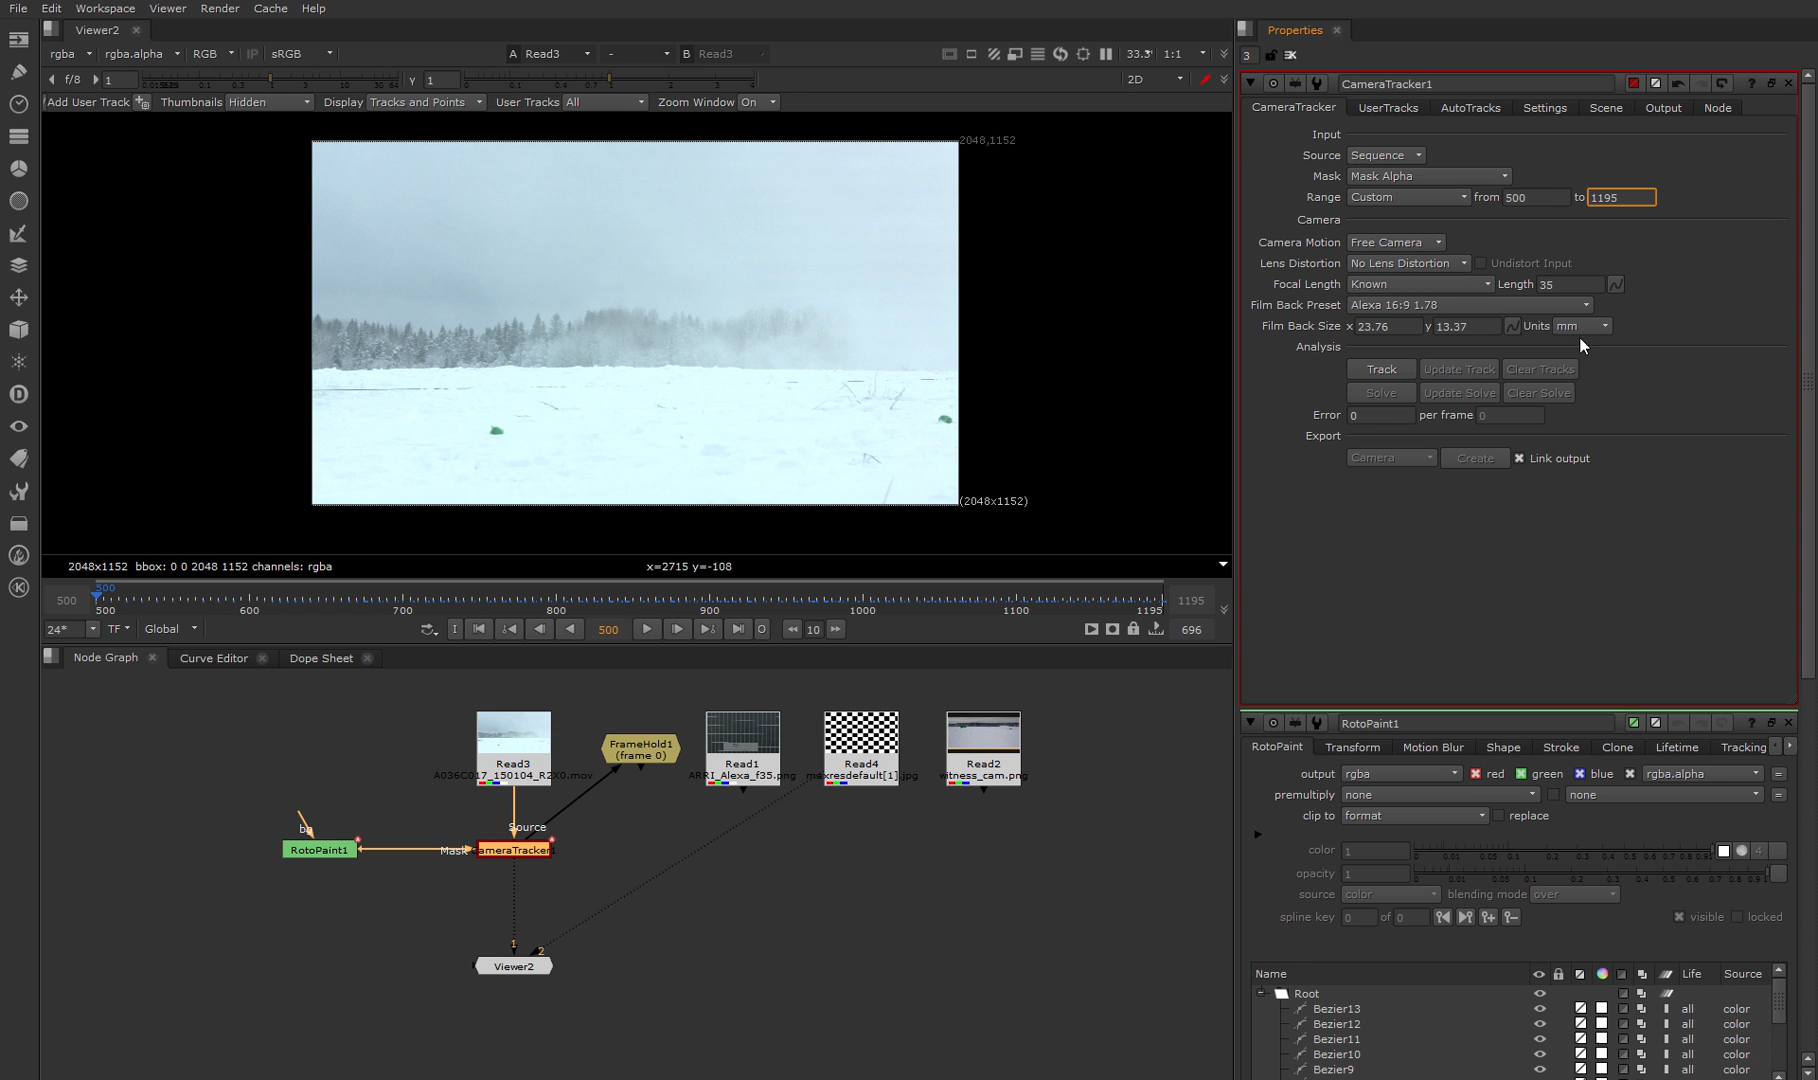 File Edit Workspace Viewer Render Cache Help
Viewer2
Properties
rgba rgba.alpha RGB IP sRGB A Read3 - B Read3 33.3 1:1
3
f/8 1 Y 1 2D
CameraTracker1
Add User Track Thumbnails Hidden Display Tracks and Points User Tracks All Zoom Window On
CameraTracker UserTracks AutoTracks Settings Scene Output Node
Input
2048,1152
Source Sequence
Mask Mask Alpha
Range Custom from 500 to 1195
Camera
Camera Motion Free Camera
Lens Distortion No Lens Distortion Undistort Input
Focal Length Known Length 35
Film Back Preset Alexa 16:9 1.78
Film Back Size x 23.76 y 13.37 Units mm
Analysis
Track Update Track Clear Tracks
Solve Update Solve Clear Solve
Error 0 per frame 0
Export
Camera Create Link output
(2048x1152)
2048x1152 bbox: 0 0 2048 1152 channels: rgba x=2715 y=-108
500
500 1195
500 600 700 800 900 1000 1100 1195
24* TF Global I 500 O 10 696
Node Graph Curve Editor Dope Sheet
RotoPaint1
RotoPaint Transform Motion Blur Shape Stroke Clone Lifetime Tracking
output rgba red green blue rgba.alpha =
premultiply none none =
clip to format replace
color 1 4
opacity 1
source color blending mode over
spline key 0 of 0 visible locked
FrameHold1
(frame 0)
Read3
A036C017_150104_R2X0.mov
Read1
ARRI_Alexa_f35.png
Read4
maxresdefault[1].jpg
Read2
witness_cam.png
Source
bg
RotoPaint1 Mask CameraTracker1
1 2
Viewer2
Name Life Source
Root
Bezier13 all color
Bezier12 all color
Bezier11 all color
Bezier10 all color
Bezier9 all color